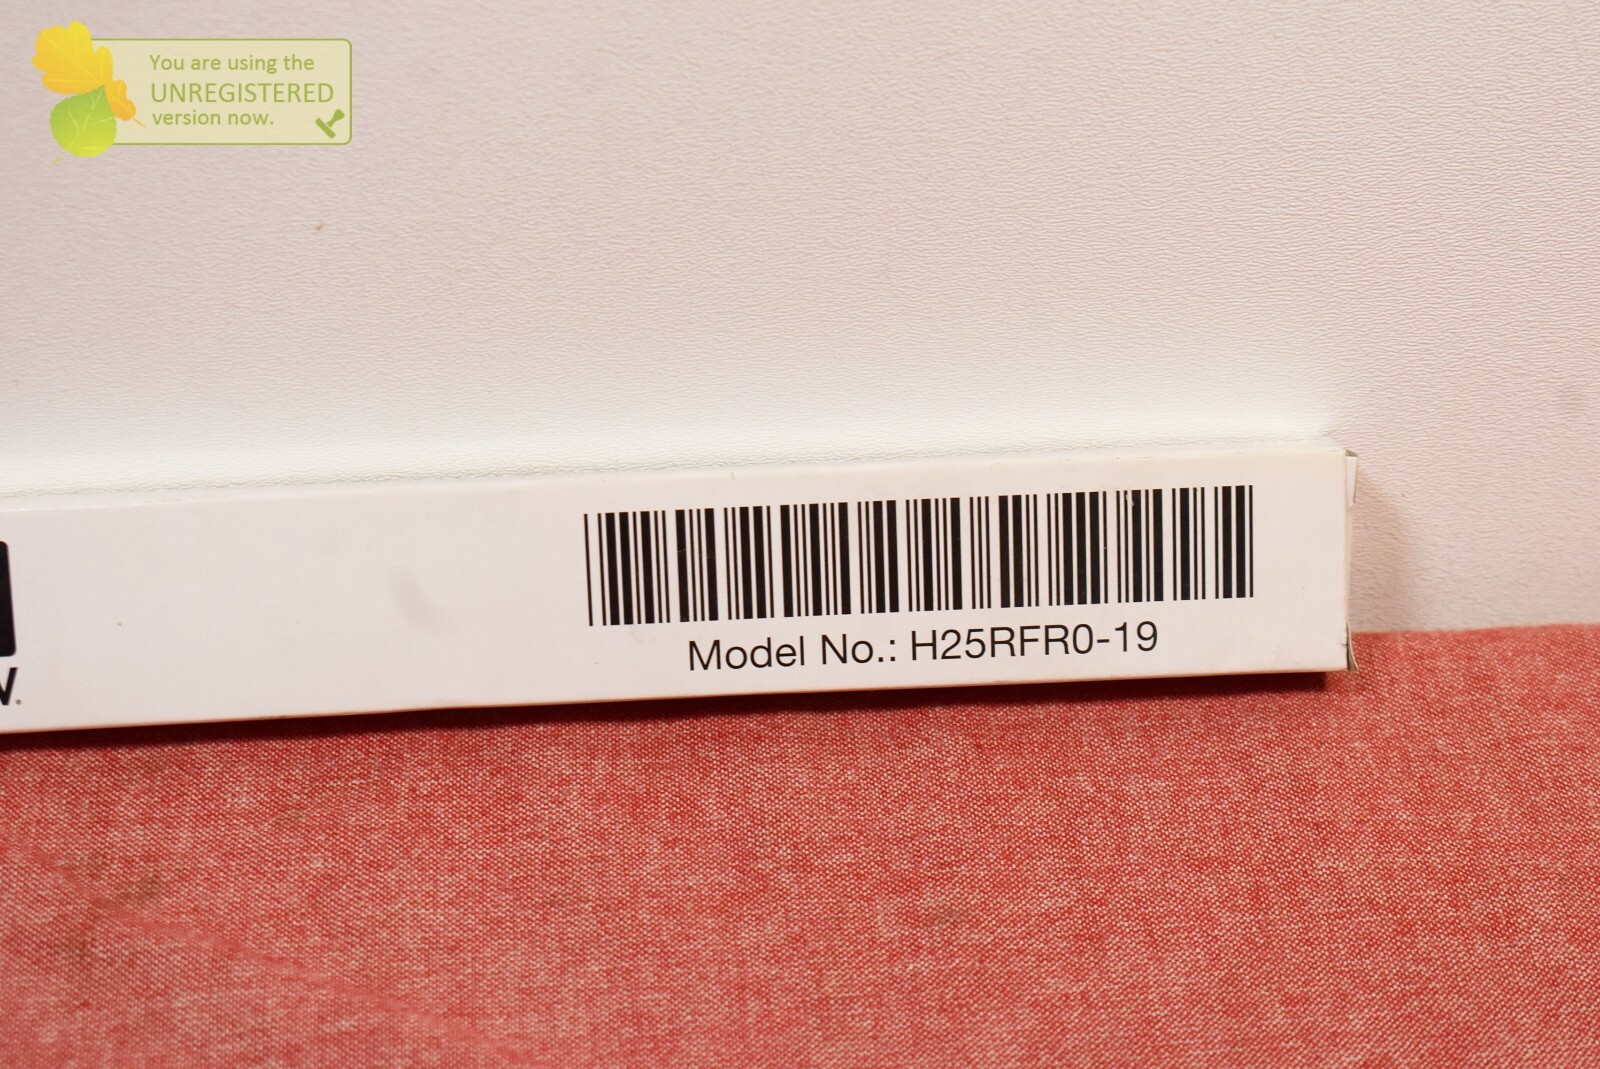 You are using the
UNREGISTERED
version now.
Model No.: H25RFR0-19